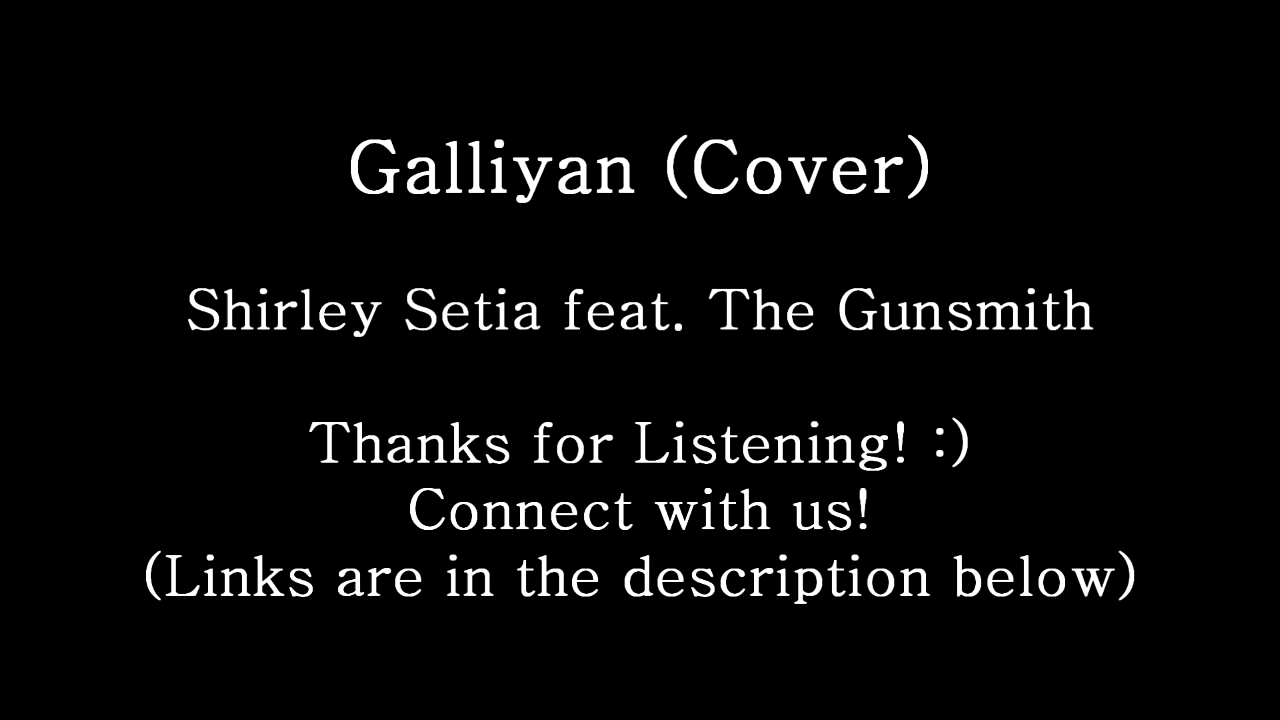 Galliyan (Cover)
Shirley Setia feat. The Gunsmith
Thanks for Listening! :)
Connect with us!
(Links are in the description below)